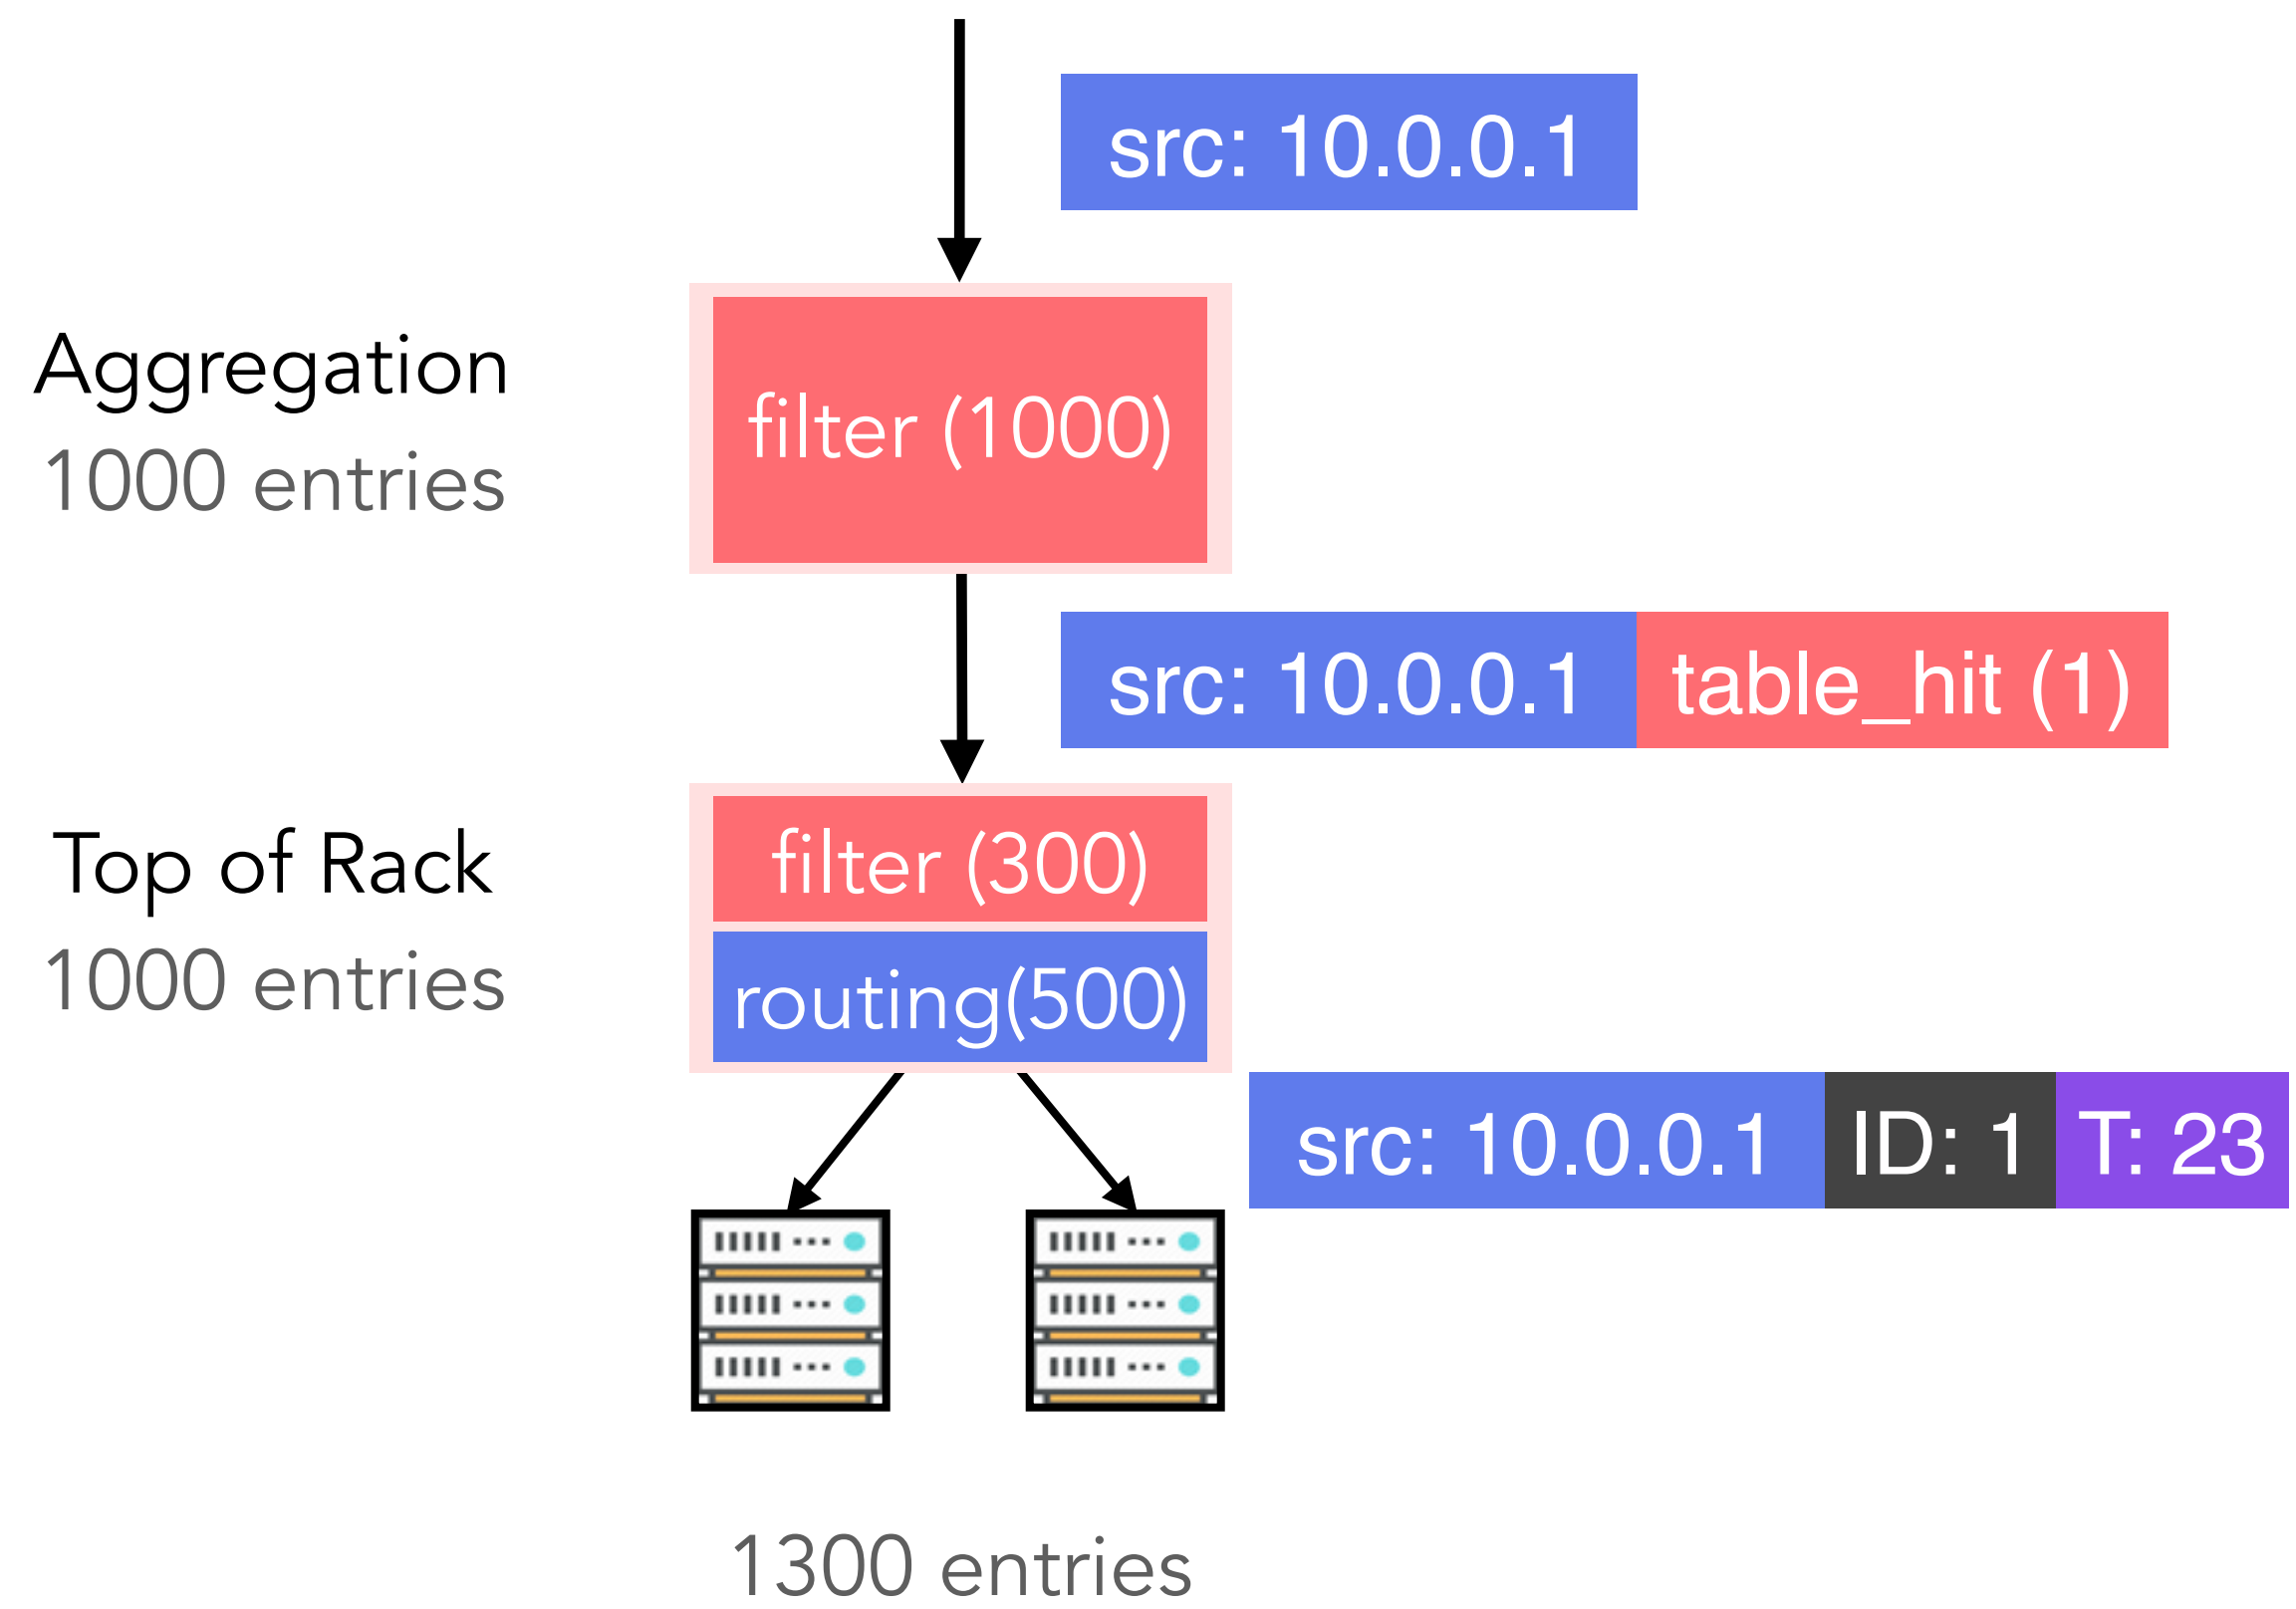 src: 10.0.0.1
Aggregation
1000 entries
filter (1000)
src: 10.0.0.1 table_hit (1)
Top of Rack
1000 entries
filter (300)
routing(500)
src: 10.0.0.1 ID: 1 T: 23
1300 entries